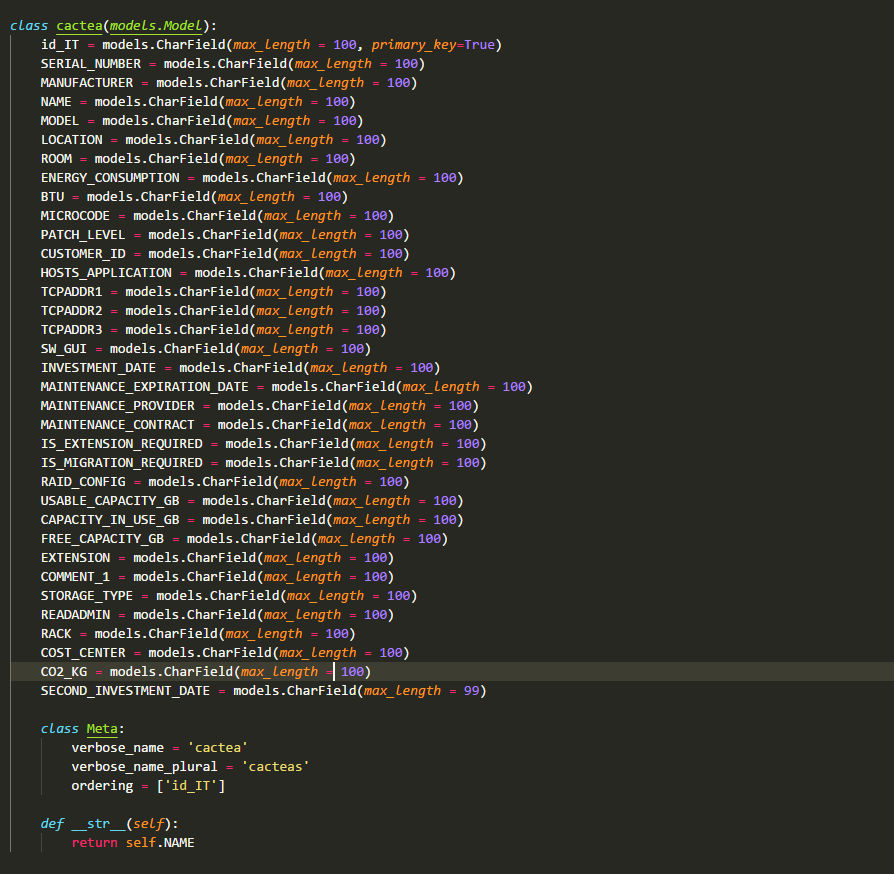 class cactea(models.Model):
    id_IT = models.CharField(max_length = 100, primary_key=True)
    SERIAL_NUMBER = models.CharField(max_length = 100)
    MANUFACTURER = models.CharField(max_length = 100)
    NAME = models.CharField(max_length = 100)
    MODEL = models.CharField(max_length = 100)
    LOCATION = models.CharField(max_length = 100)
    ROOM = models.CharField(max_length = 100)
    ENERGY_CONSUMPTION = models.CharField(max_length = 100)
    BTU = models.CharField(max_length = 100)
    MICROCODE = models.CharField(max_length = 100)
    PATCH_LEVEL = models.CharField(max_length = 100)
    CUSTOMER_ID = models.CharField(max_length = 100)
    HOSTS_APPLICATION = models.CharField(max_length = 100)
    TCPADDR1 = models.CharField(max_length = 100)
    TCPADDR2 = models.CharField(max_length = 100)
    TCPADDR3 = models.CharField(max_length = 100)
    SW_GUI = models.CharField(max_length = 100)
    INVESTMENT_DATE = models.CharField(max_length = 100)
    MAINTENANCE_EXPIRATION_DATE = models.CharField(max_length = 100)
    MAINTENANCE_PROVIDER = models.CharField(max_length = 100)
    MAINTENANCE_CONTRACT = models.CharField(max_length = 100)
    IS_EXTENSION_REQUIRED = models.CharField(max_length = 100)
    IS_MIGRATION_REQUIRED = models.CharField(max_length = 100)
    RAID_CONFIG = models.CharField(max_length = 100)
    USABLE_CAPACITY_GB = models.CharField(max_length = 100)
    CAPACITY_IN_USE_GB = models.CharField(max_length = 100)
    FREE_CAPACITY_GB = models.CharField(max_length = 100)
    EXTENSION = models.CharField(max_length = 100)
    COMMENT_1 = models.CharField(max_length = 100)
    STORAGE_TYPE = models.CharField(max_length = 100)
    READADMIN = models.CharField(max_length = 100)
    RACK = models.CharField(max_length = 100)
    COST_CENTER = models.CharField(max_length = 100)
    CO2_KG = models.CharField(max_length = 100)
    SECOND_INVESTMENT_DATE = models.CharField(max_length = 99)
    class Meta:
        verbose_name = 'cactea'
        verbose_name_plural = 'cacteas'
        ordering = ['id_IT']
    def __str__(self):
        return self.NAME